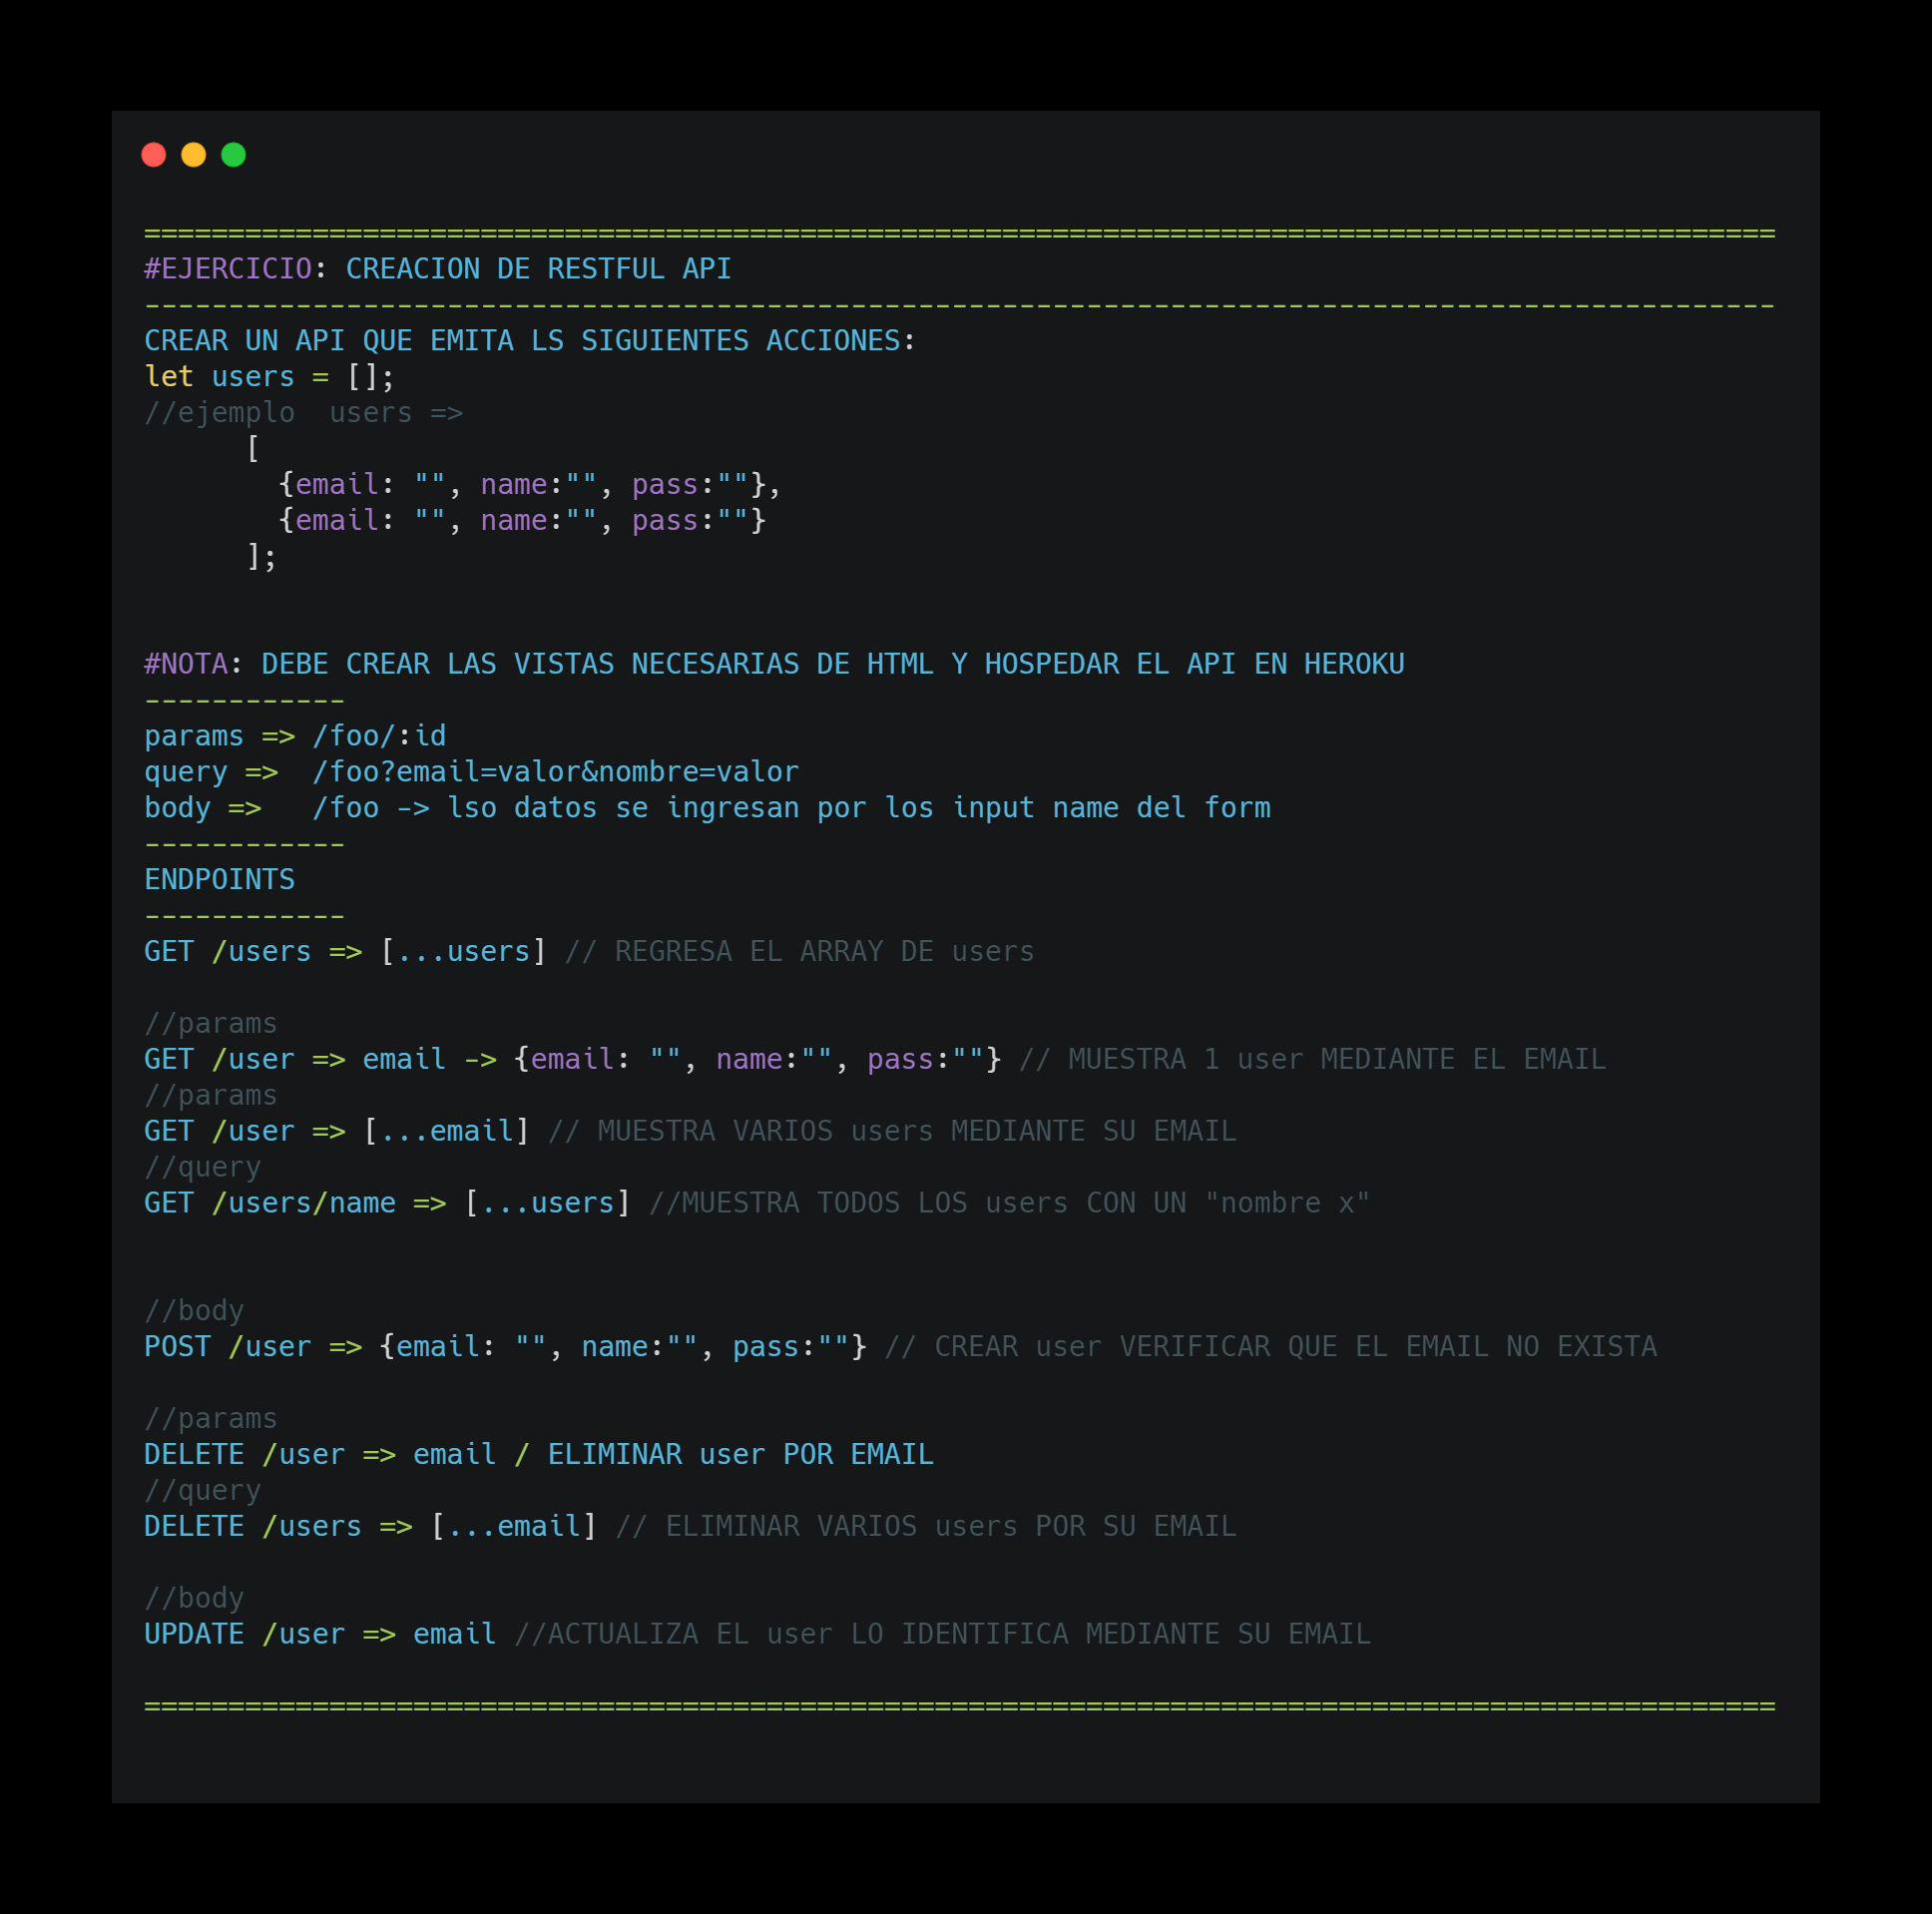 ================================================================================================= 
#EJERCICIO: CREACION DE RESTFUL API
-------------------------------------------------------------------------------------------------
CREAR UN API QUE EMITA LS SIGUIENTES ACCIONES:
let users = [];
//ejemplo  users =>
      [
        {email: "", name:"", pass:""},
        {email: "", name:"", pass:""}
      ];
#NOTA: DEBE CREAR LAS VISTAS NECESARIAS DE HTML Y HOSPEDAR EL API EN HEROKU
------------
params => /foo/:id
query =>  /foo?email=valor&nombre=valor
body =>   /foo -> lso datos se ingresan por los input name del form
------------
ENDPOINTS
------------
GET /users => [...users] // REGRESA EL ARRAY DE users
//params
GET /user => email -> {email: "", name:"", pass:""} // MUESTRA 1 user MEDIANTE EL EMAIL
//params
GET /user => [...email] // MUESTRA VARIOS users MEDIANTE SU EMAIL
//query
GET /users/name => [...users] //MUESTRA TODOS LOS users CON UN "nombre x"
//body
POST /user => {email: "", name:"", pass:""} // CREAR user VERIFICAR QUE EL EMAIL NO EXISTA
//params
DELETE /user => email / ELIMINAR user POR EMAIL
//query
DELETE /users => [...email] // ELIMINAR VARIOS users POR SU EMAIL
//body
UPDATE /user => email //ACTUALIZA EL user LO IDENTIFICA MEDIANTE SU EMAIL
=================================================================================================